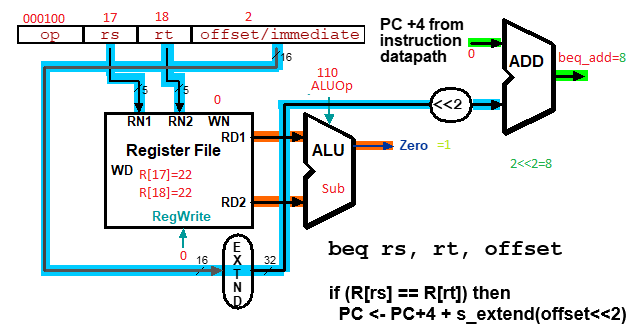 000100 17 18 2
op rs rt offset/immediate
16
PC +4 from
instruction
datapath
0
ADD
beq_add=8
5 5
110
ALUOp
0
<<2
RN1 RN2 WN
RD1
Register File
ALU
Zero =1
WD R[17]=22
R[18]=22
Sub
2<<2=8
RD2
RegWrite
0
16
EXTND
32
beq rs, rt, offset
if (R[rs] == R[rt]) then
PC <- PC+4 + s_extend(offset<<2)